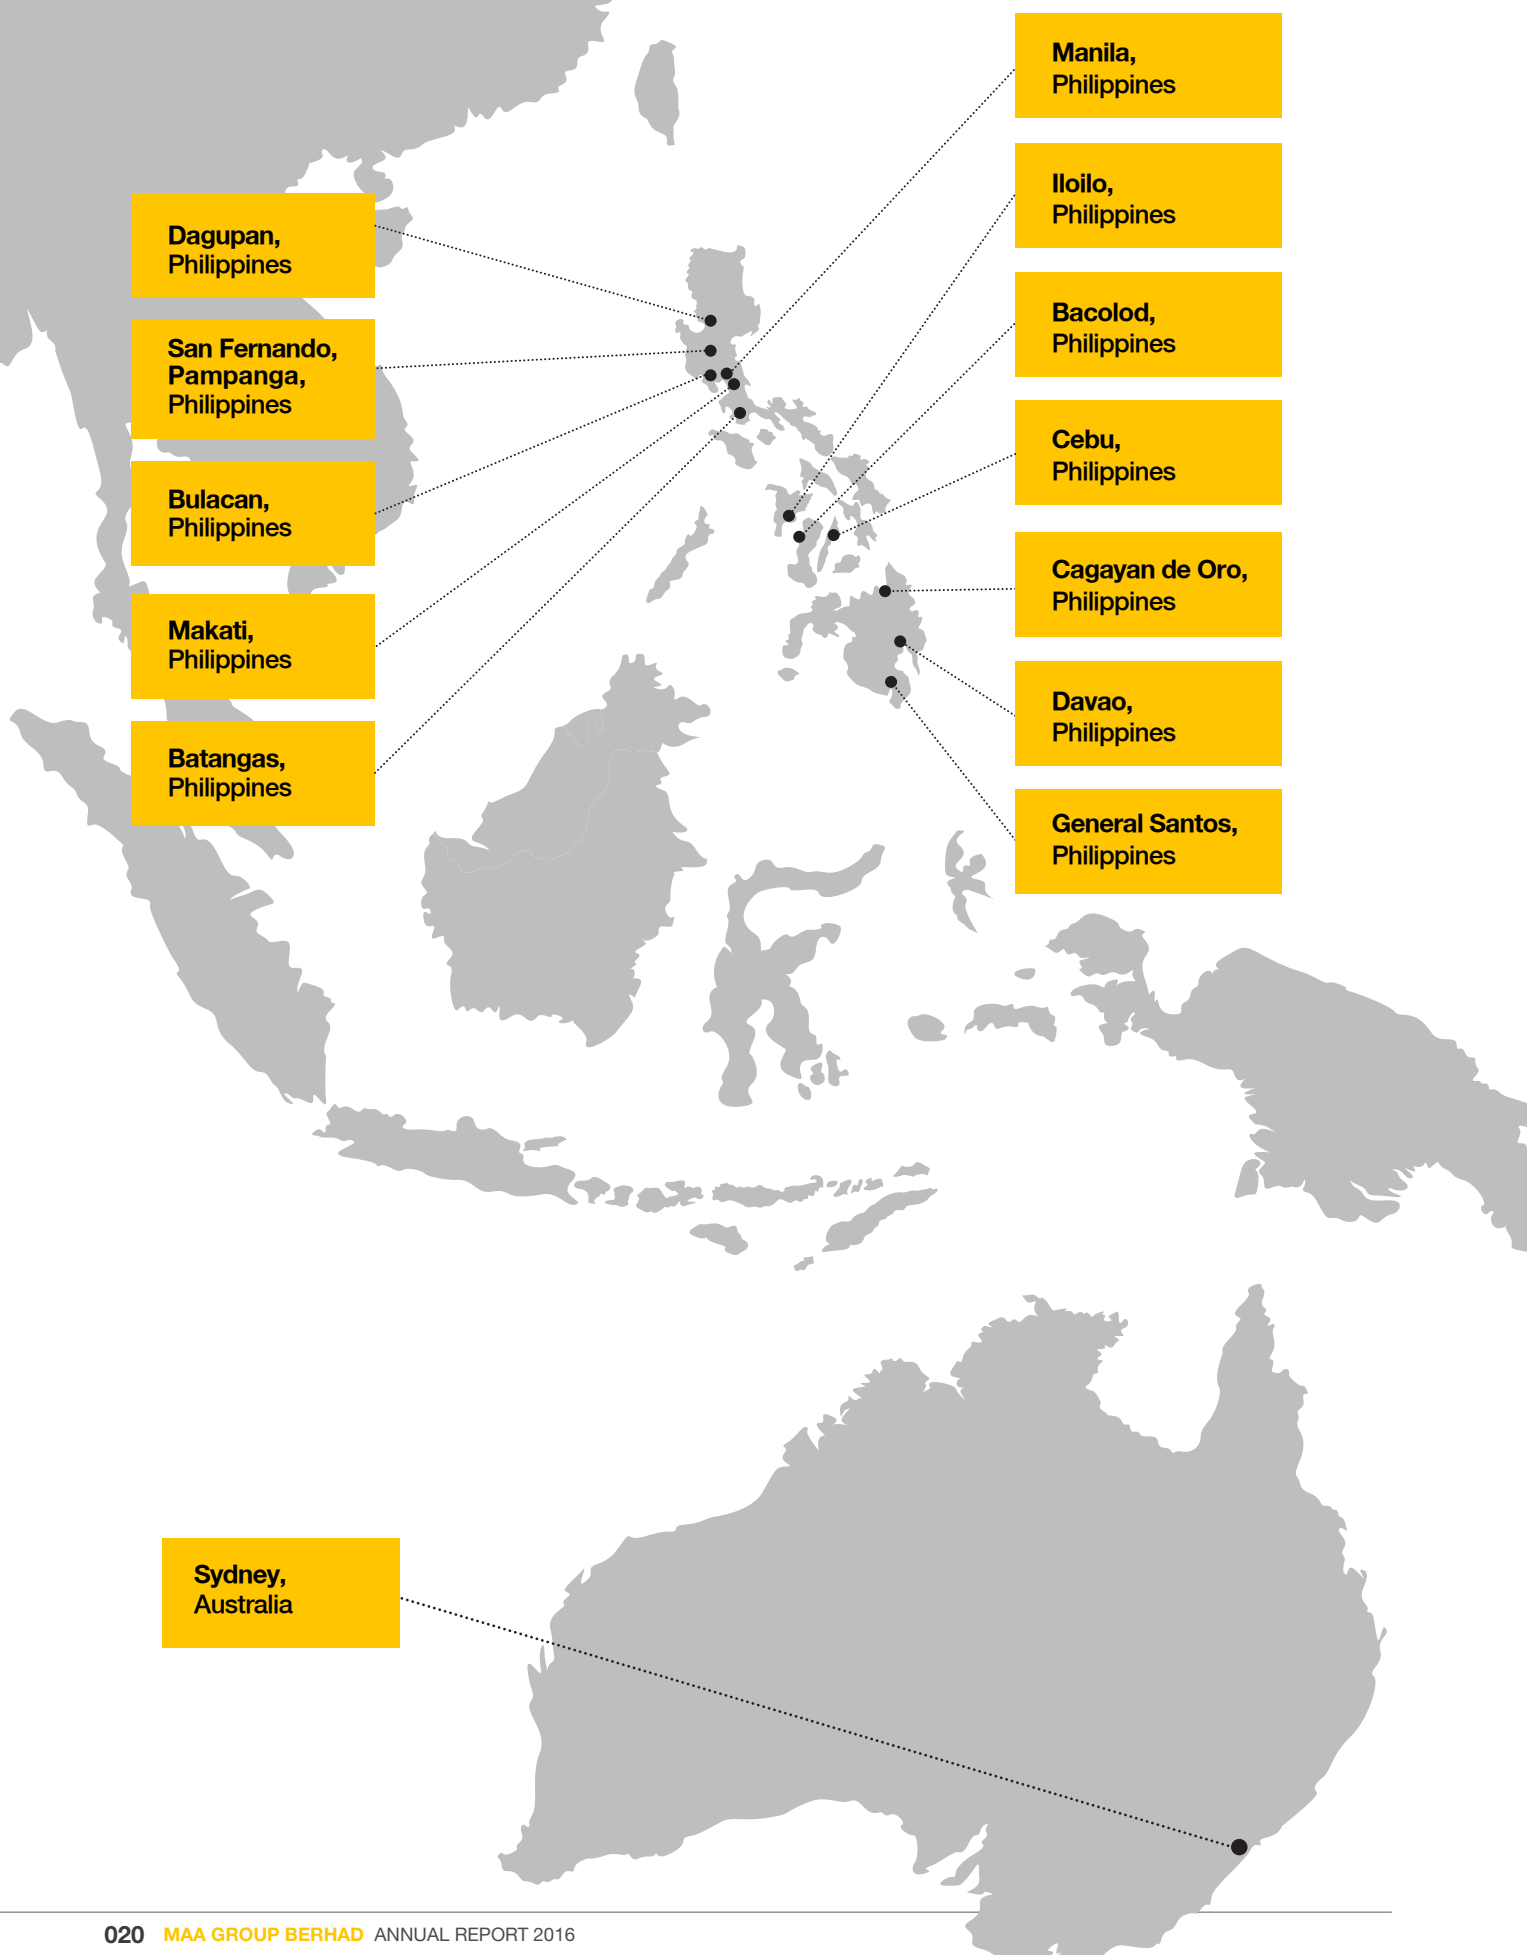 Dagupan,
Philippines
San Fernando,
Pampanga,
Philippines
Bulacan,
Philippines
Makati,
Philippines
Batangas,
Philippines
Manila,
Philippines
Iloilo,
Philippines
Bacolod,
Philippines
Cebu,
Philippines
Cagayan de Oro,
Philippines
Davao,
Philippines
General Santos,
Philippines
Sydney,
Australia
020 MAA GROUP BERHAD ANNUAL REPORT 2016